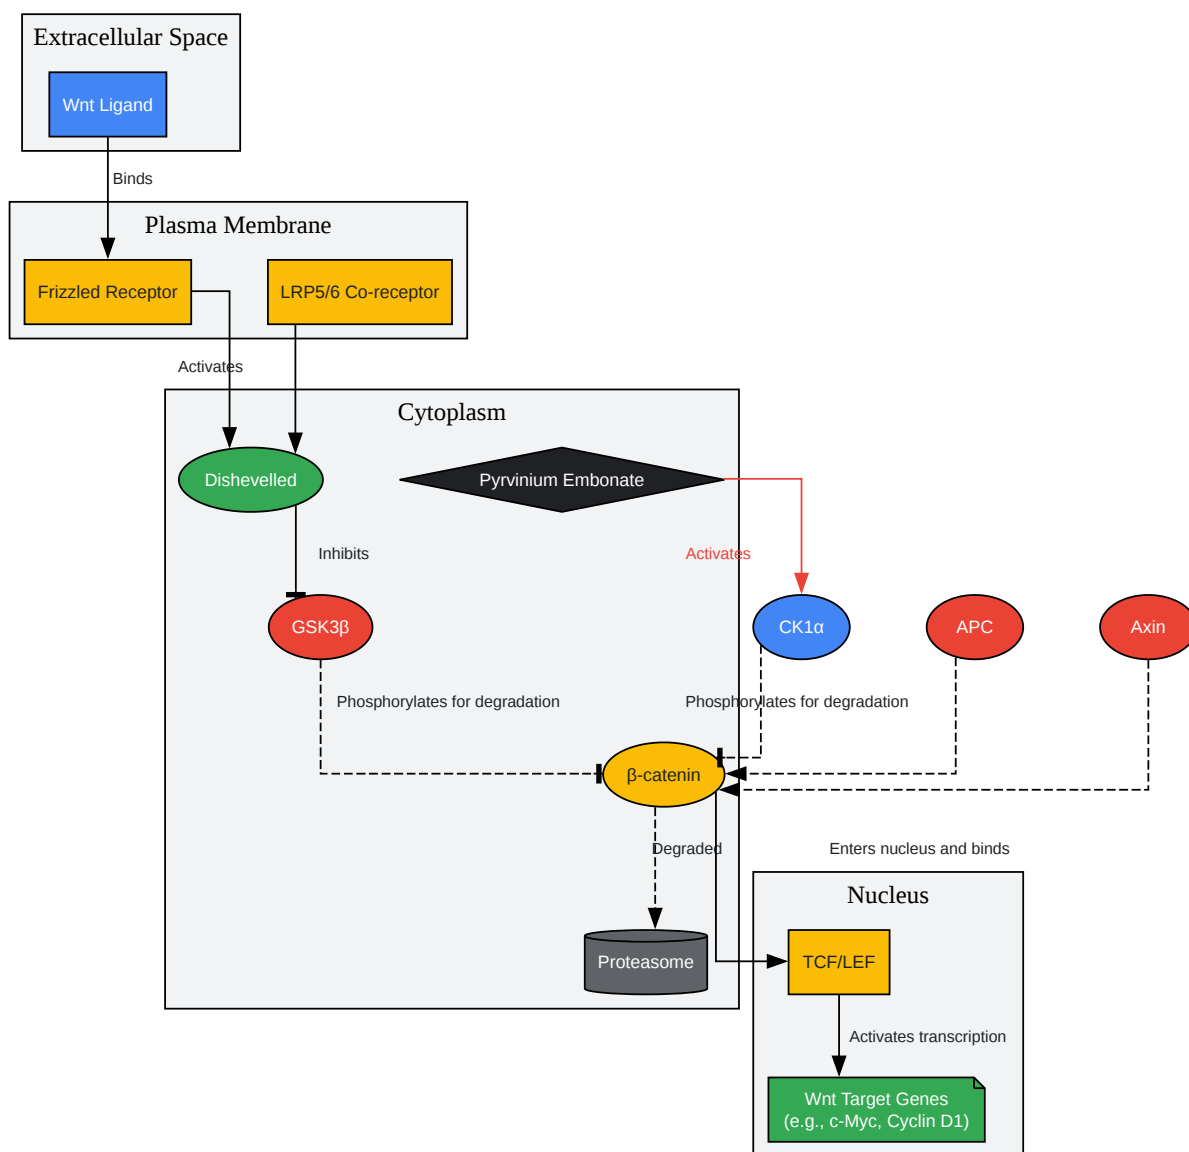 Extracellular Space
Wnt Ligand
Binds
Plasma Membrane
Frizzled Receptor
LRP5/6 Co-receptor
Activates
Cytoplasm
Dishevelled
Pyrvinium Embonate
Inhibits
Activates
GSK3β
CK1α
APC
Axin
Phosphorylates for degradation
Phosphorylates for degradation
β-catenin
Degraded
Enters nucleus and binds
Nucleus
Proteasome
TCF/LEF
Activates transcription
Wnt Target Genes
(e.g., c-Myc, Cyclin D1)